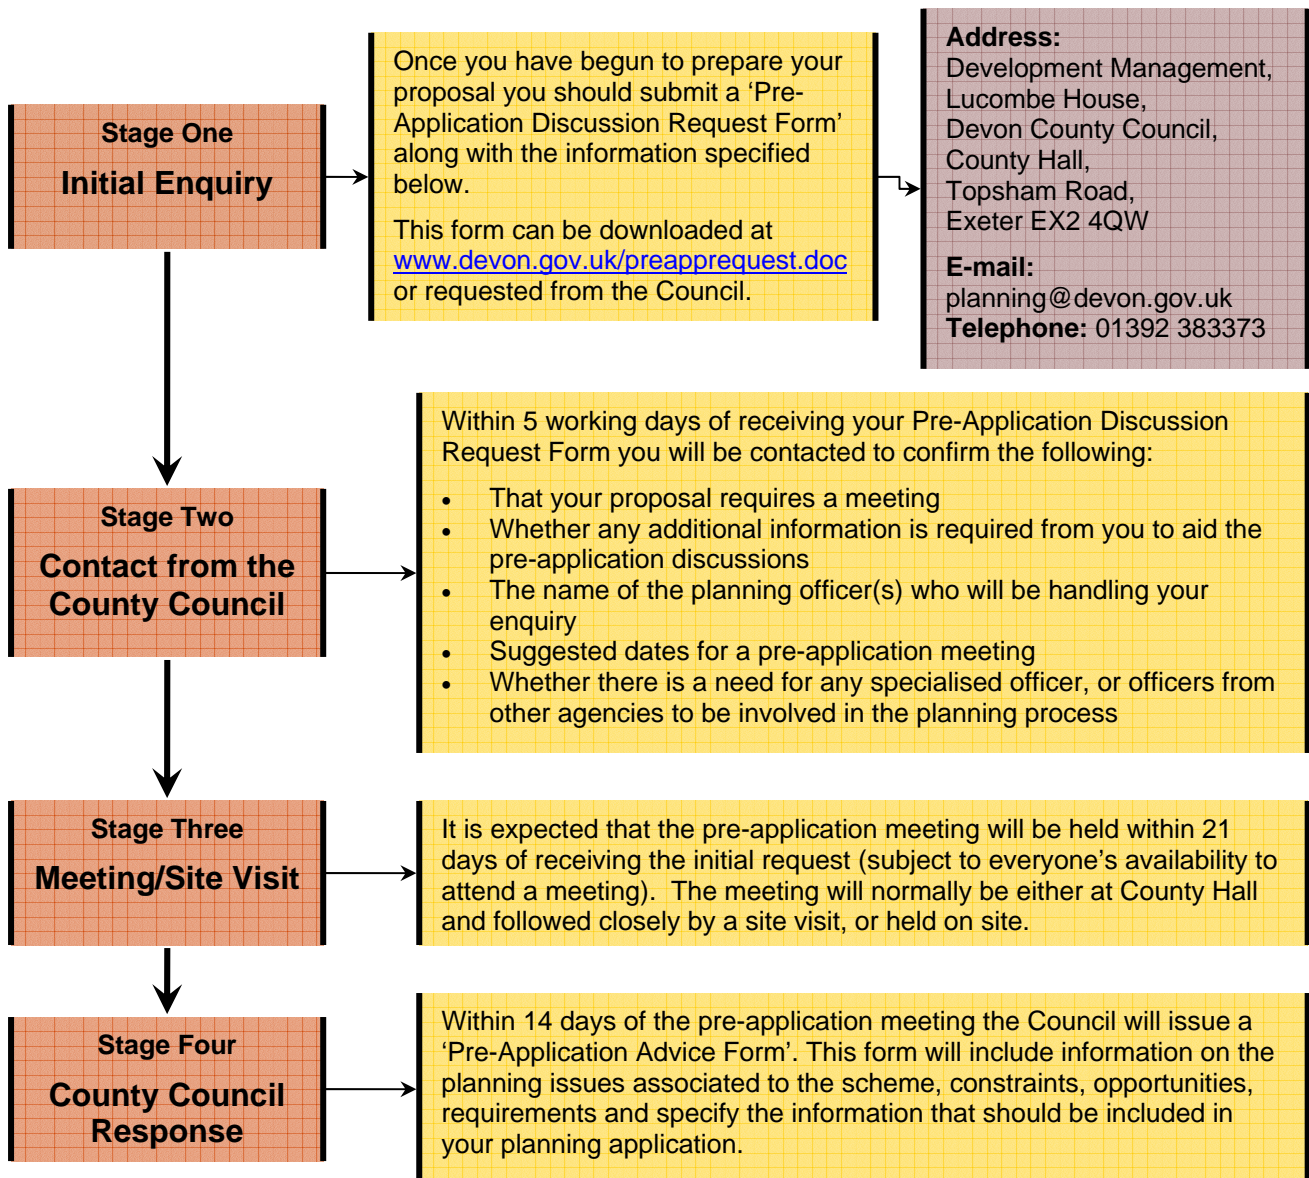 Stage One
Initial Enquiry
Once you have begun to prepare your
proposal you should submit a ‘Pre-
Application Discussion Request Form’
along with the information specified
below.
This form can be downloaded at
www.devon.gov.uk/preapprequest.doc
or requested from the Council.
Address:
Development Management,
Lucombe House,
Devon County Council,
County Hall,
Topsham Road,
Exeter EX2 4QW
E-mail:
planning@devon.gov.uk
Telephone: 01392 383373
Stage Two
Contact from the
County Council
Within 5 working days of receiving your Pre-Application Discussion
Request Form you will be contacted to confirm the following:
• That your proposal requires a meeting
• Whether any additional information is required from you to aid the
pre-application discussions
• The name of the planning officer(s) who will be handling your
enquiry
• Suggested dates for a pre-application meeting
• Whether there is a need for any specialised officer, or officers from
other agencies to be involved in the planning process
Stage Three
Meeting/Site Visit
It is expected that the pre-application meeting will be held within 21
days of receiving the initial request (subject to everyone’s availability to
attend a meeting).  The meeting will normally be either at County Hall
and followed closely by a site visit, or held on site.
Stage Four
County Council
Response
Within 14 days of the pre-application meeting the Council will issue a
‘Pre-Application Advice Form’. This form will include information on the
planning issues associated to the scheme, constraints, opportunities,
requirements and specify the information that should be included in
your planning application.